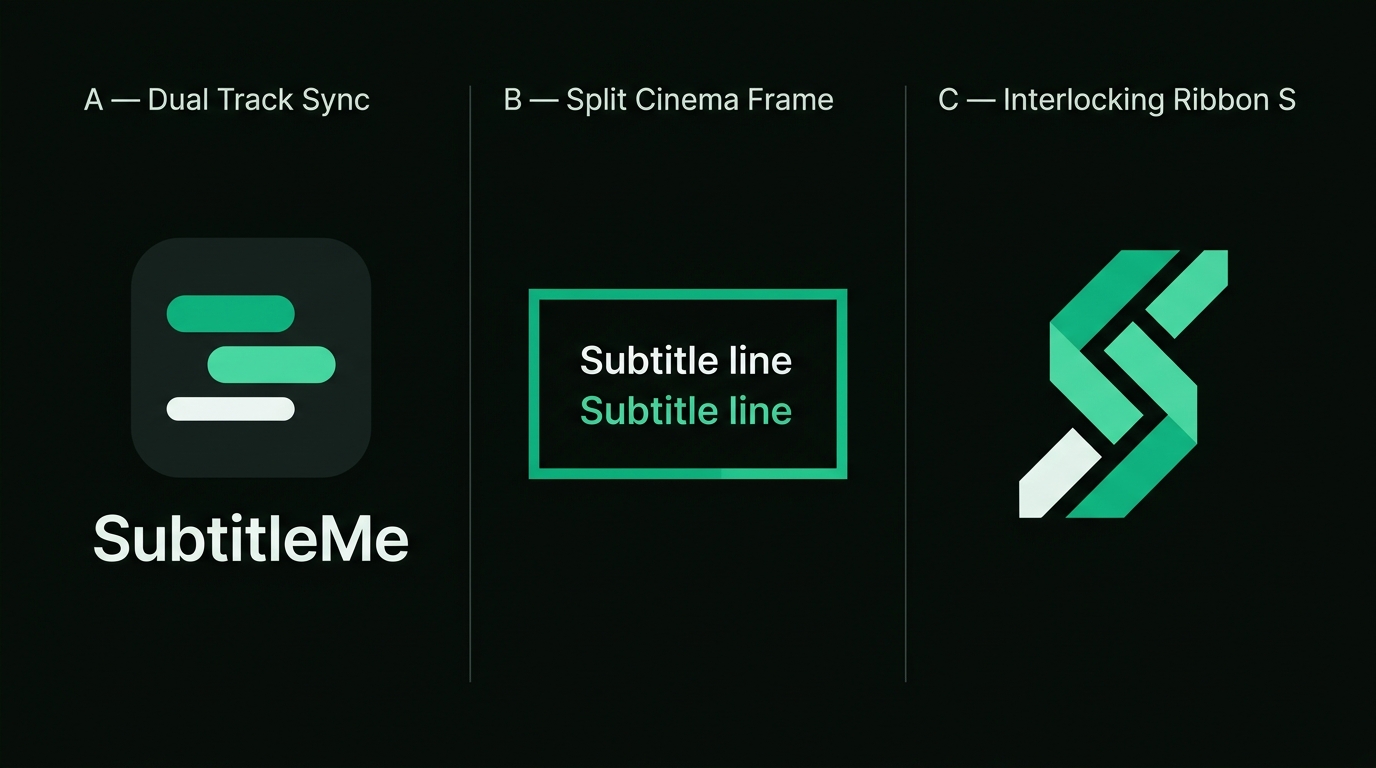 A — Dual Track Sync
SubtitleMe
B — Split Cinema Frame
Subtitle line
Subtitle line
C — Interlocking Ribbon S